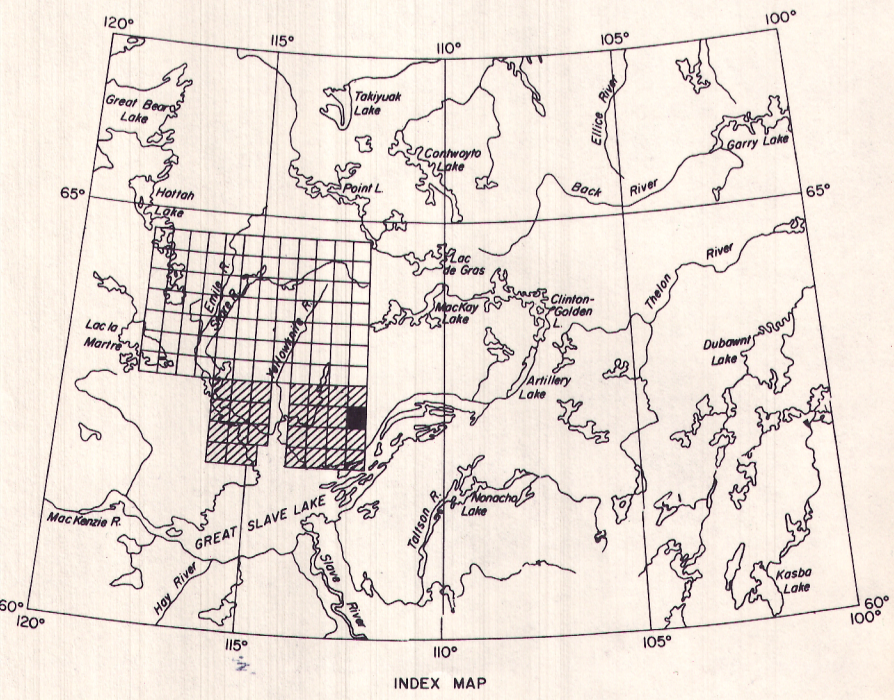 120°
115°
110°
105°
100°
Great Bear
Lake
Takiyuak
Lake
Ellice River
Contwoyto
Lake
Garry Lake
65°
Hottah
Lake
Point L.
Back River
65°
Lac
de Gras
Thelon River
Emile R.
Snare R.
Yellowknife R.
MacKay
Lake
Clinton-
Golden
L.
Lac la
Martre
Dubawnt
Lake
Artillery
Lake
MacKenzie R.
GREAT SLAVE LAKE
Taltson R.
Nonacho
Lake
Hay River
Slave River
Kasba
Lake
60°
120°
115°
110°
105°
60°
100°
INDEX MAP